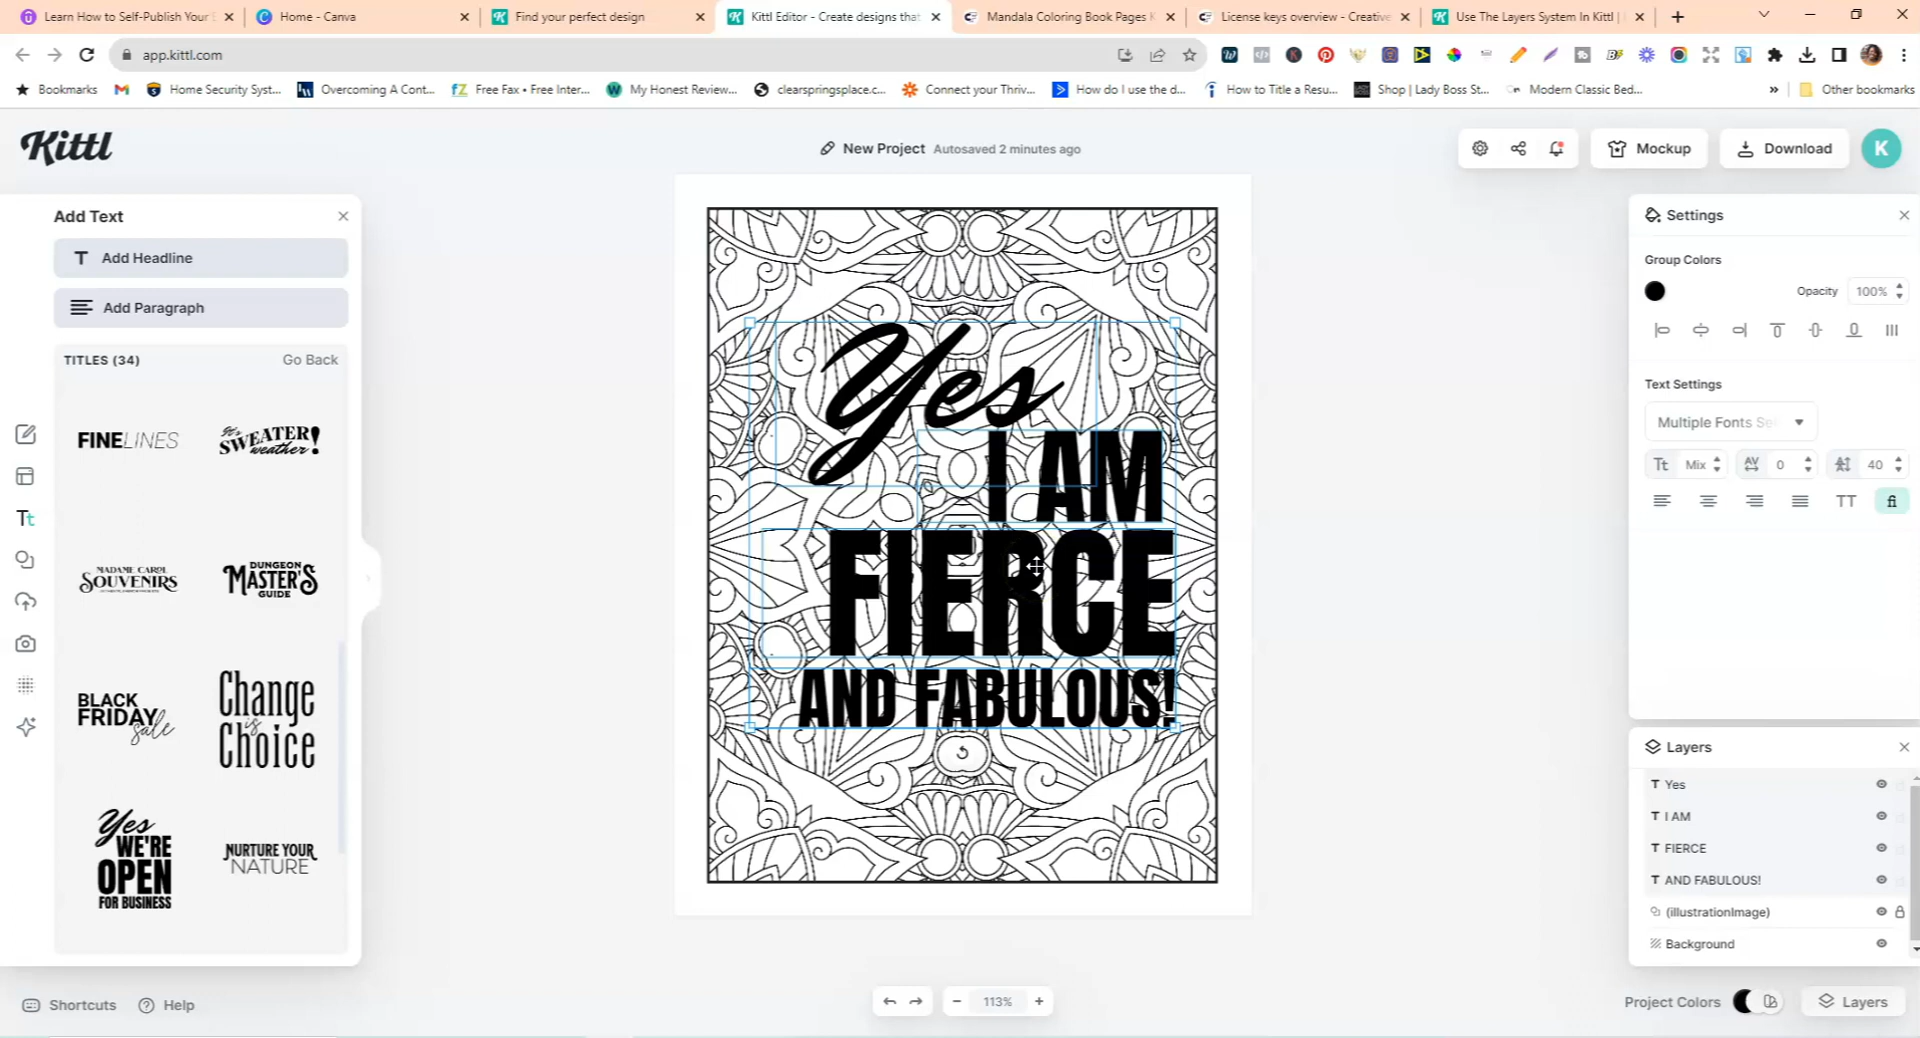 Learn How to Self-Publish Your
Home - Canva
Find your perfect design
Kittl Editor - Create designs that
Mandala Coloring Book Pages K
License keys overview - Creative
Use The Layers System In Kittl |
app.kittl.com
Bookmarks
Home Security Syst...
Overcoming A Cont...
Free Fax • Free Inter...
My Honest Review...
clearspringsplace.c...
Connect your Thriv...
How do I use the d...
How to Title a Resu...
Shop | Lady Boss St...
Modern Classic Bed...
»
Other bookmarks
Kittl
New Project Autosaved 2 minutes ago
Mockup
Download
K
Add Text
Add Headline
Add Paragraph
TITLES (34)
Go Back
FINELINES
It's SWEATER weather!
MADAME CAROL
SOUVENIRS
DUNGEON
MASTER'S
GUIDE
BLACK
FRIDAY
sale
Change
is
Choice
Yes
WE'RE
OPEN
FOR BUSINESS
NURTURE YOUR
NATURE
Shortcuts
Help
Yes
I AM
FIERCE
AND FABULOUS!
113%
Settings
Group Colors
Opacity 100%
Text Settings
Multiple Fonts Se
Tt Mix
AV 0
40
TT
fi
Layers
T Yes
T I AM
T FIERCE
T AND FABULOUS!
(illustrationImage)
Background
Project Colors
Layers